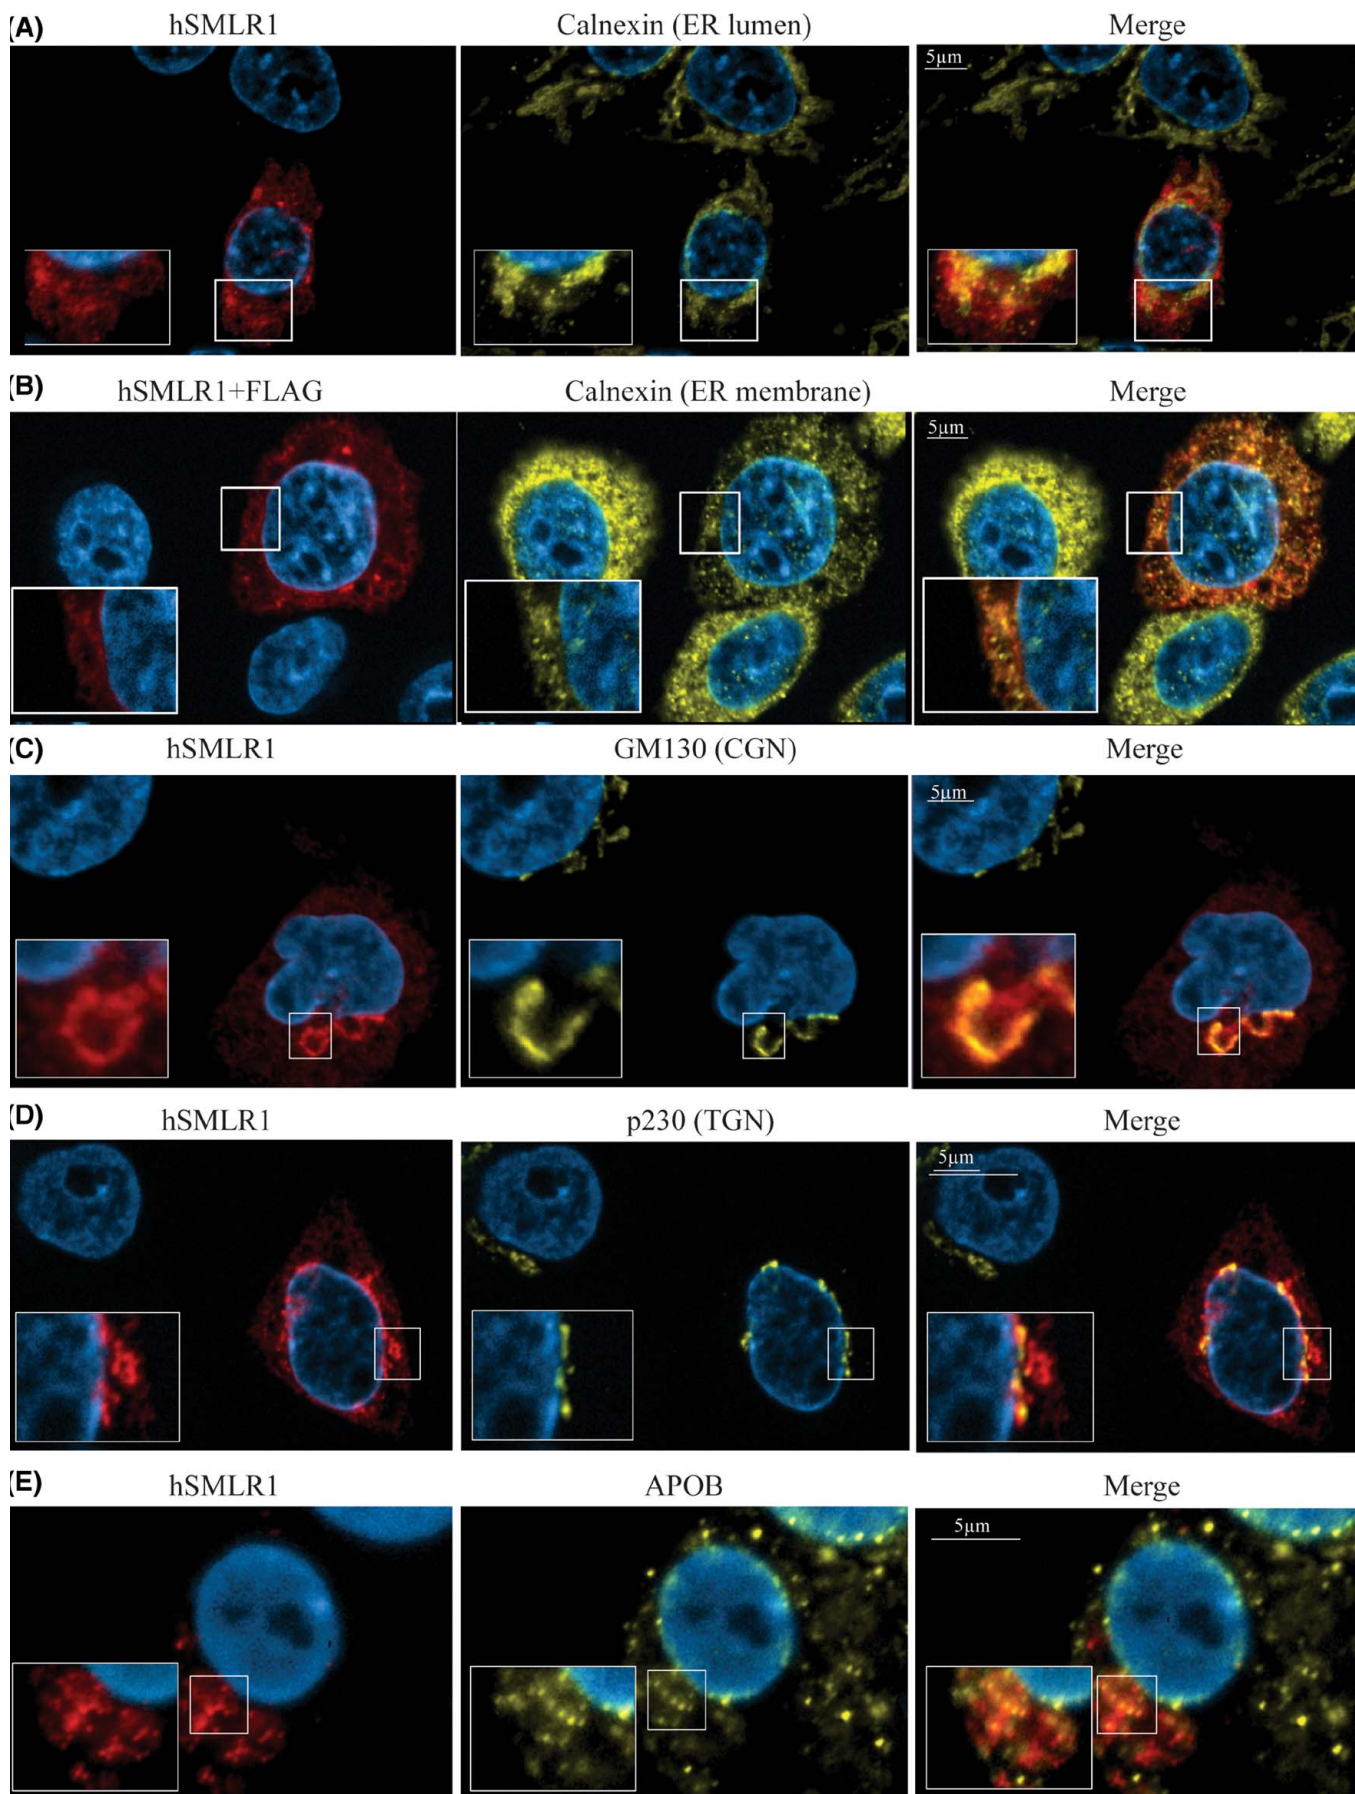 (A) hSMLR1 Calnexin (ER lumen) Merge
5µm
(B) hSMLR1+FLAG Calnexin (ER membrane) Merge
5µm
(C) hSMLR1 GM130 (CGN) Merge
5µm
(D) hSMLR1 p230 (TGN) Merge
5µm
(E) hSMLR1 APOB Merge
5µm